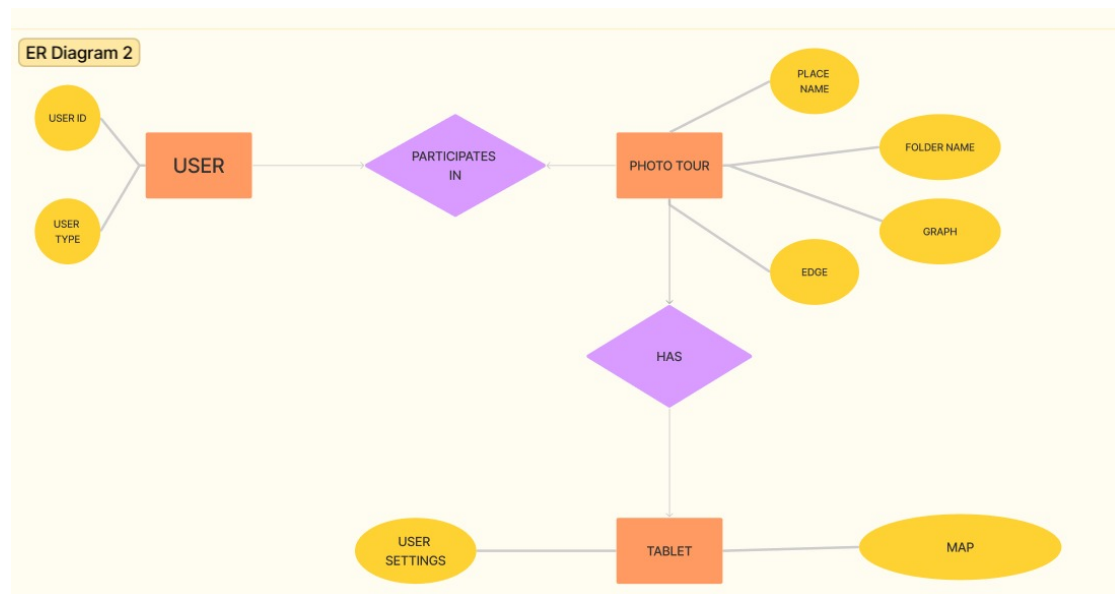 ER Diagram 2
USER ID
USER
TYPE
USER
PARTICIPATES
IN
PHOTO TOUR
PLACE
NAME
FOLDER NAME
GRAPH
EDGE
HAS
USER
SETTINGS
TABLET
MAP